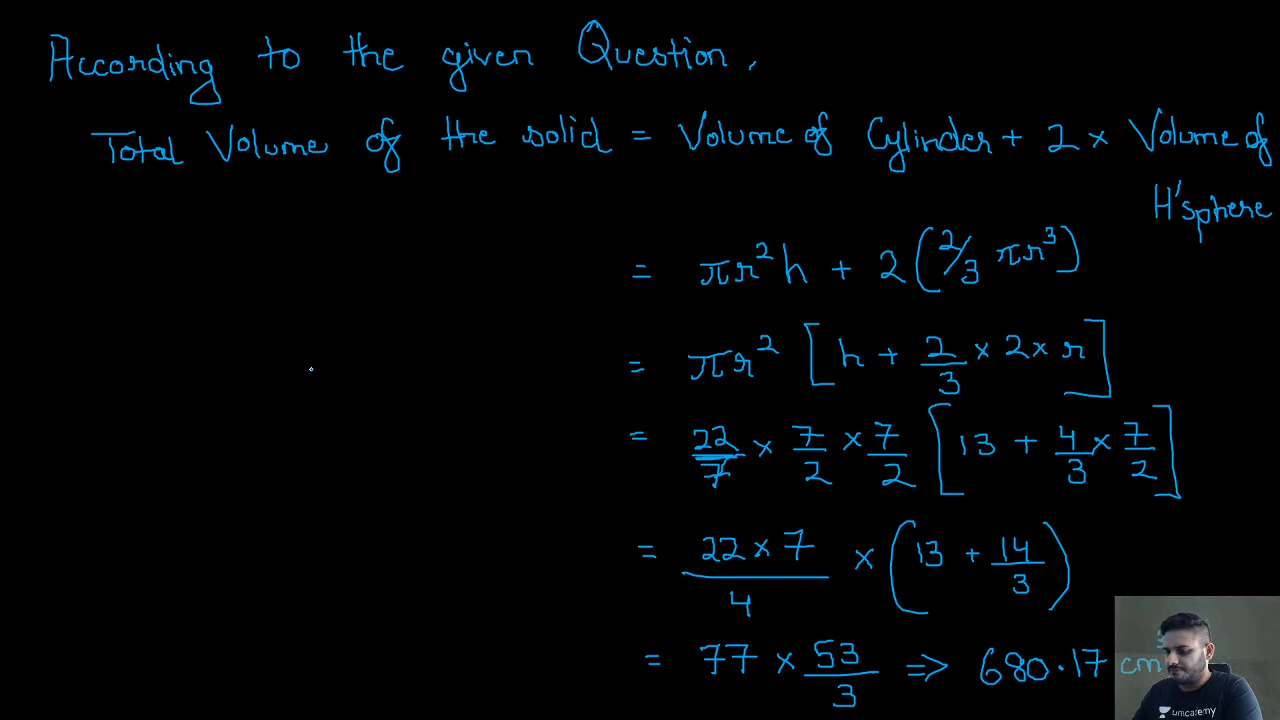 According to the given Question,
Total Volume of the solid = Volume of Cylinder + 2 × Volume of
H'sphere
= πr²h + 2(2/3 πr³)
= πr² [h + 2/3 × 2 × r]
= 22/7 × 7/2 × 7/2 [13 + 4/3 × 7/2]
= 22 × 7/4 × (13 + 14/3)
= 77 × 53/3 => 680.17 cm³
umcademy